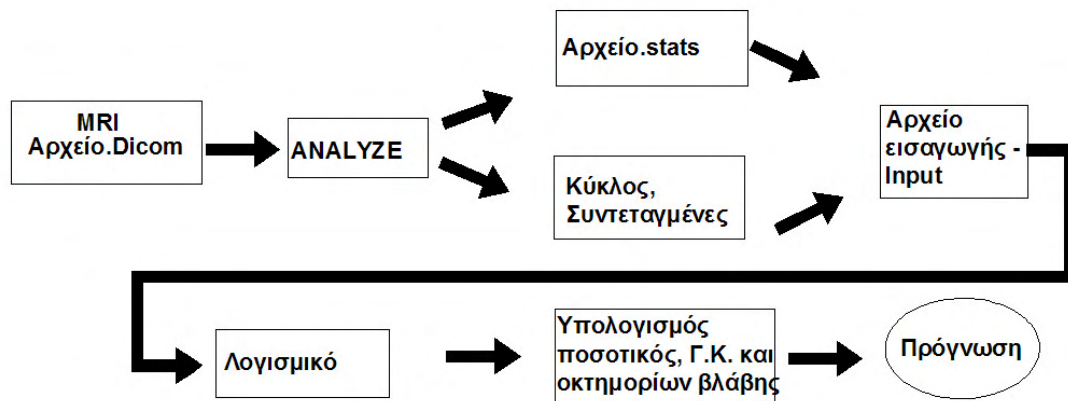 MRI
Αρχείο.Dicom
ANALYZE
Αρχείο.stats
Κύκλος,
Συντεταγμένες
Αρχείο
εισαγωγής -
Input
Λογισμικό
Υπολογισμός
ποσοτικός, Γ.Κ. και
οκτημορίων βλάβης
Πρόγνωση